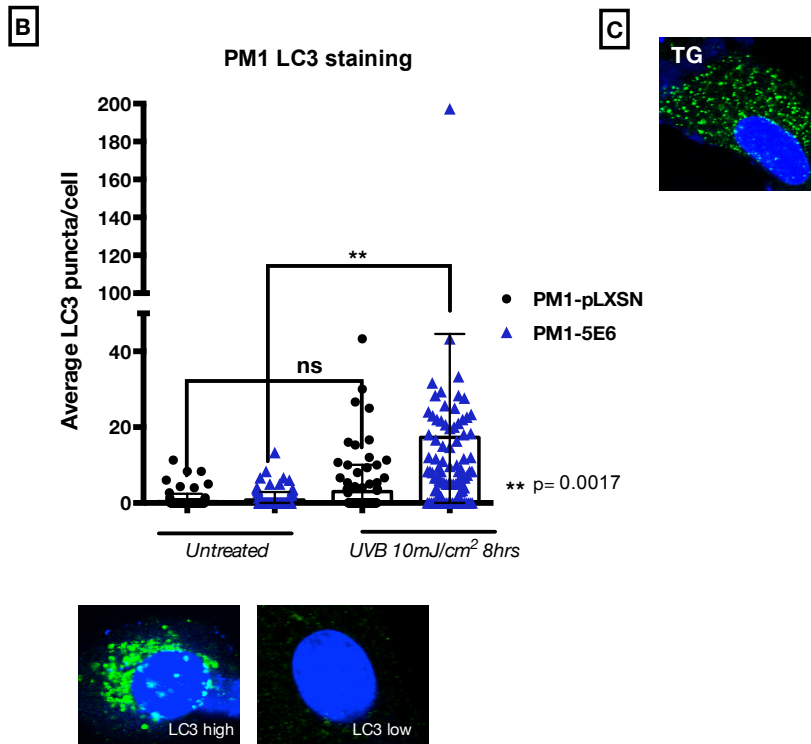 B
C
PM1 LC3 staining
TG
Average LC3 puncta/cell
200
180
160
140
120
100
40
20
0
**
ns
PM1-pLXSN
PM1-5E6
** p= 0.0017
Untreated
UVB 10mJ/cm² 8hrs
LC3 high
LC3 low